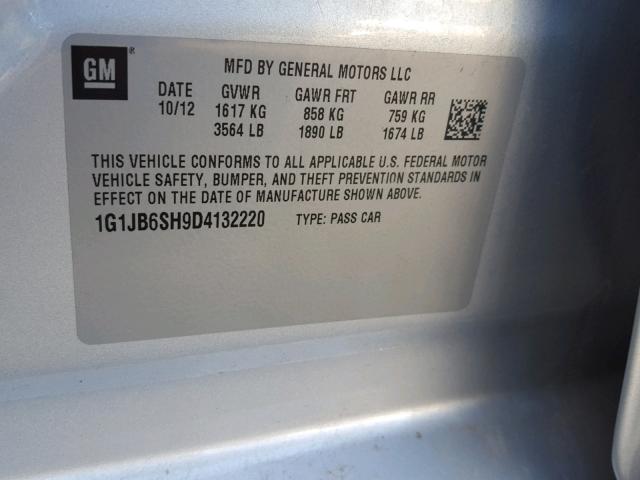 GM ®
MFD BY GENERAL MOTORS LLC
DATE GVWR GAWR FRT GAWR RR
10/12 1617 KG 858 KG 759 KG
3564 LB 1890 LB 1674 LB
THIS VEHICLE CONFORMS TO ALL APPLICABLE U.S. FEDERAL MOTOR
VEHICLE SAFETY, BUMPER, AND THEFT PREVENTION STANDARDS IN
EFFECT ON THE DATE OF MANUFACTURE SHOWN ABOVE.
1G1JB6SH9D4132220 TYPE: PASS CAR